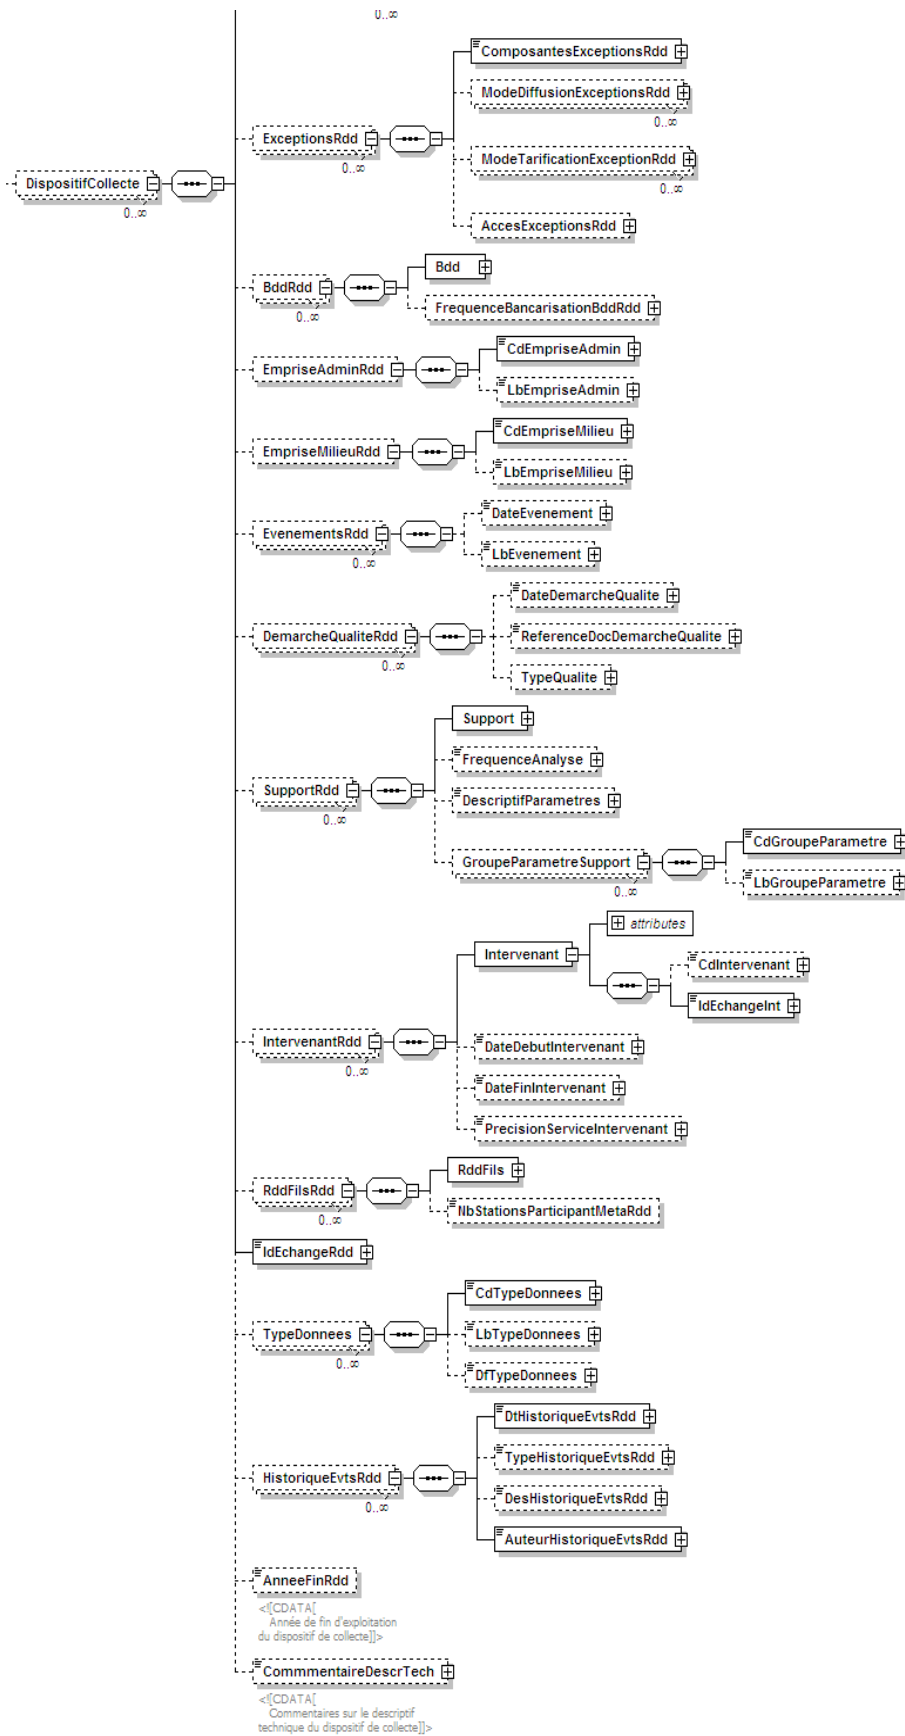 0..∞
ComposantesExceptionsRdd
ModeDiffusionExceptionsRdd
0..∞
ExceptionsRdd
0..∞
ModeTarificationExceptionRdd
0..∞
DispositifCollecte
0..∞
AccesExceptionsRdd
Bdd
BddRdd
0..∞
FrequenceBancarisationBddRdd
CdEmpriseAdmin
EmpriseAdminRdd
LbEmpriseAdmin
CdEmpriseMilieu
EmpriseMilieuRdd
LbEmpriseMilieu
DateEvenement
EvenementsRdd
0..∞
LbEvenement
DateDemarcheQualite
DemarcheQualiteRdd
0..∞
ReferenceDocDemarcheQualite
TypeQualite
Support
FrequenceAnalyse
SupportRdd
0..∞
DescriptifParametres
GroupeParametreSupport
0..∞
CdGroupeParametre
LbGroupeParametre
attributes
Intervenant
CdIntervenant
IdEchangeInt
IntervenantRdd
0..∞
DateDebutIntervenant
DateFinIntervenant
PrecisionServiceIntervenant
RddFils
RddFilsRdd
0..∞
NbStationsParticipantMetaRdd
IdEchangeRdd
CdTypeDonnees
TypeDonnees
0..∞
LbTypeDonnees
DfTypeDonnees
DtHistoriqueEvtsRdd
TypeHistoriqueEvtsRdd
HistoriqueEvtsRdd
0..∞
DesHistoriqueEvtsRdd
AuteurHistoriqueEvtsRdd
AnneeFinRdd
<![CDATA[
Année de fin d'exploitation
du dispositif de collecte]]>
CommmentaireDescrTech
<![CDATA[
Commentaires sur le descriptif
technique du dispositif de collecte]]>